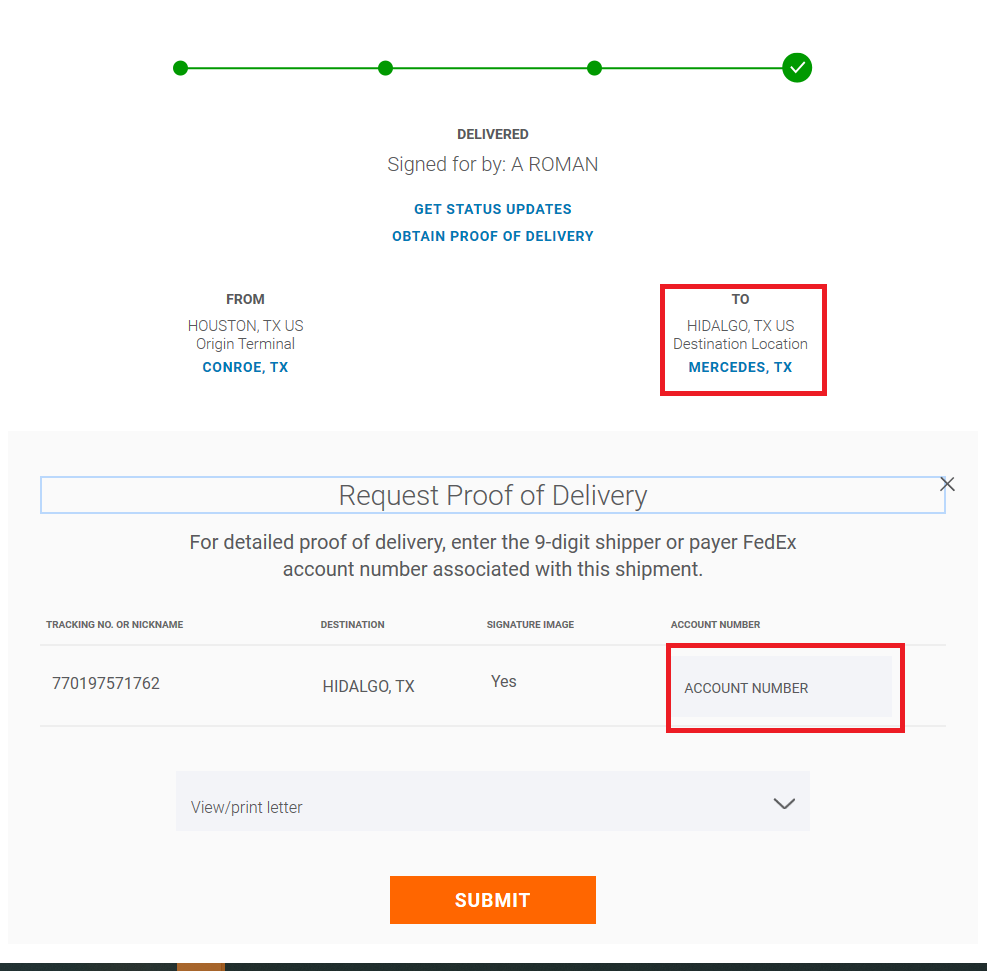 DELIVERED
Signed for by: A ROMAN
GET STATUS UPDATES
OBTAIN PROOF OF DELIVERY
FROM
HOUSTON, TX US
Origin Terminal
CONROE, TX
TO
HIDALGO, TX US
Destination Location
MERCEDES, TX
Request Proof of Delivery
For detailed proof of delivery, enter the 9-digit shipper or payer FedEx
account number associated with this shipment.
TRACKING NO. OR NICKNAME DESTINATION SIGNATURE IMAGE ACCOUNT NUMBER
770197571762 HIDALGO, TX Yes ACCOUNT NUMBER
View/print letter
SUBMIT